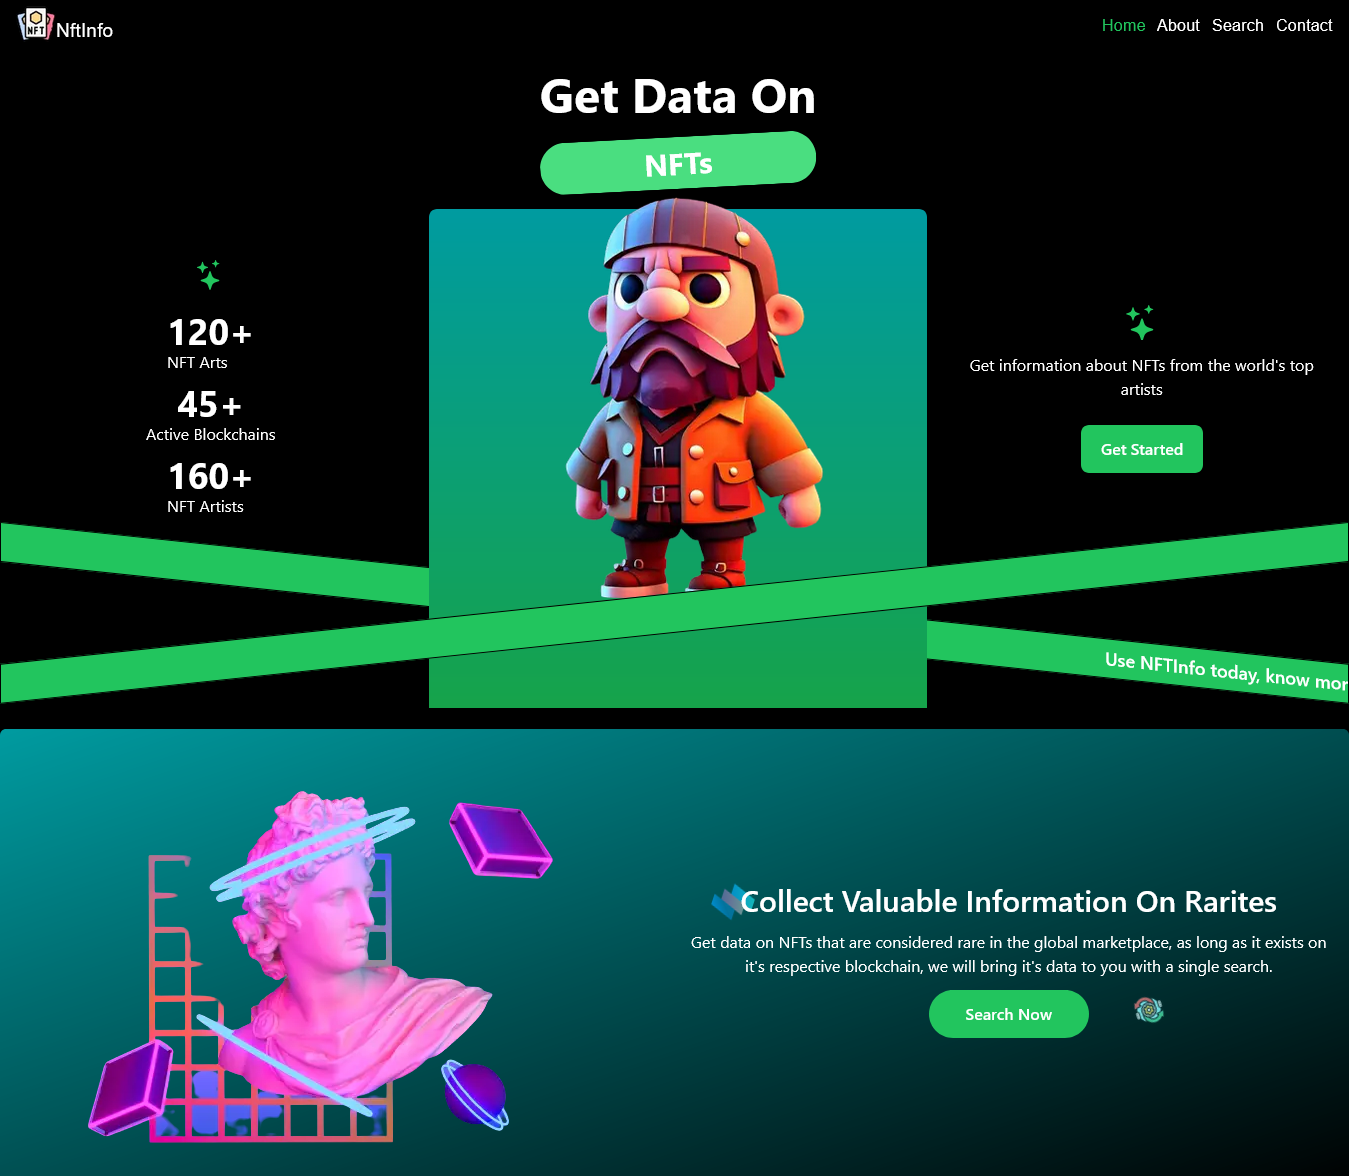 NFT
NftInfo
Home
About
Search
Contact
Get Data On
NFTs
120+
NFT Arts
45+
Active Blockchains
160+
NFT Artists
Get information about NFTs from the world's top
artists
Get Started
Use NFTInfo today, know mor
Collect Valuable Information On Rarites
Get data on NFTs that are considered rare in the global marketplace, as long as it exists on
it's respective blockchain, we will bring it's data to you with a single search.
Search Now